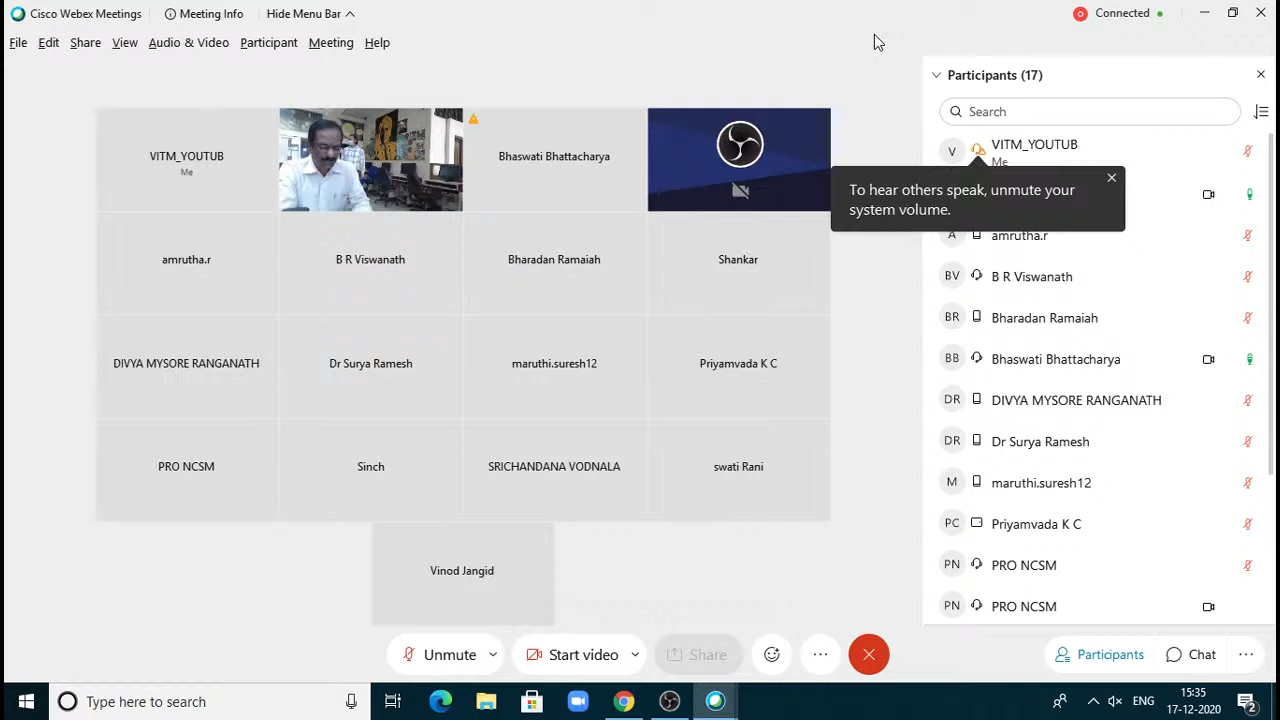 Cisco Webex Meetings
Meeting Info
Hide Menu Bar
Connected
File Edit Share View Audio & Video Participant Meeting Help
Participants (17)
Search
VITM_YOUTUB
Me
Bhaswati Bhattacharya
V VITM_YOUTUB
Me
To hear others speak, unmute your
system volume.
amrutha.r
B R Viswanath
Bharadan Ramaiah
Shankar
A amrutha.r
BV B R Viswanath
BR Bharadan Ramaiah
DIVYA MYSORE RANGANATH
Dr Surya Ramesh
maruthi.suresh12
Priyamvada K C
BB Bhaswati Bhattacharya
DR DIVYA MYSORE RANGANATH
DR Dr Surya Ramesh
PRO NCSM
Sinch
SRICHANDANA VODNALA
swati Rani
M maruthi.suresh12
PC Priyamvada K C
PN PRO NCSM
PN PRO NCSM
Vinod Jangid
Unmute
Start video
Share
Participants
Chat
Type here to search
ENG
15:35
17-12-2020
2